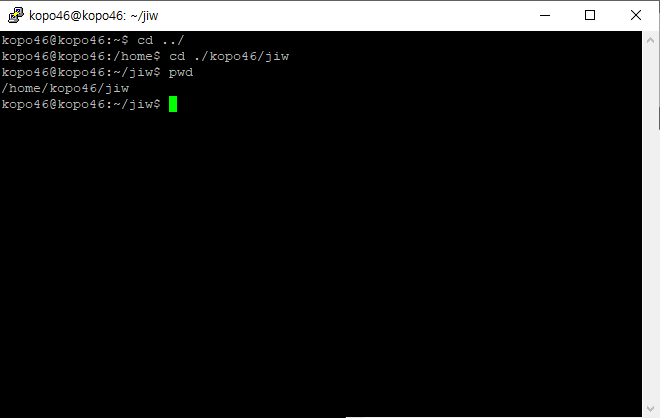 kopo46@kopo46: ~/jiw
kopo46@kopo46:~$ cd ../
kopo46@kopo46:/home$ cd ./kopo46/jiw
kopo46@kopo46:~/jiw$ pwd
/home/kopo46/jiw
kopo46@kopo46:~/jiw$